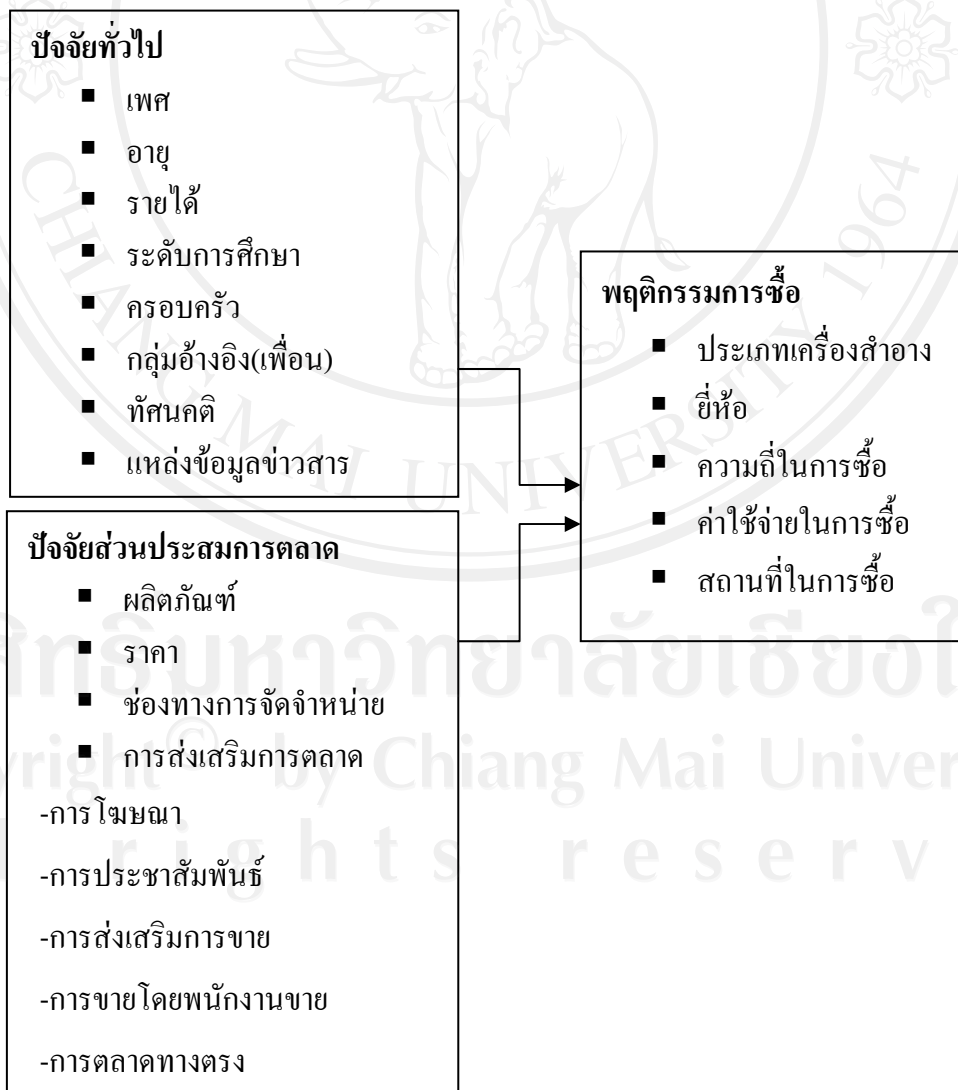 ปัจจัยทั่วไป
▪ เพศ
▪ อายุ
▪ รายได้
▪ ระดับการศึกษา
▪ ครอบครัว
▪ กลุ่มอ้างอิง(เพื่อน)
▪ ทัศนคติ
▪ แหล่งข้อมูลข่าวสาร
ปัจจัยส่วนประสมการตลาด
▪ ผลิตภัณฑ์
▪ ราคา
▪ ช่องทางการจัดจำหน่าย
▪ การส่งเสริมการตลาด
-การโฆษณา
-การประชาสัมพันธ์
-การส่งเสริมการขาย
-การขายโดยพนักงานขาย
-การตลาดทางตรง
พฤติกรรมการซื้อ
▪ ประเภทเครื่องสำอาง
▪ ยี่ห้อ
▪ ความถี่ในการซื้อ
▪ ค่าใช้จ่ายในการซื้อ
▪ สถานที่ในการซื้อ
CHIANG MAI UNIVERSITY 1964
by Chiang Mai
rights